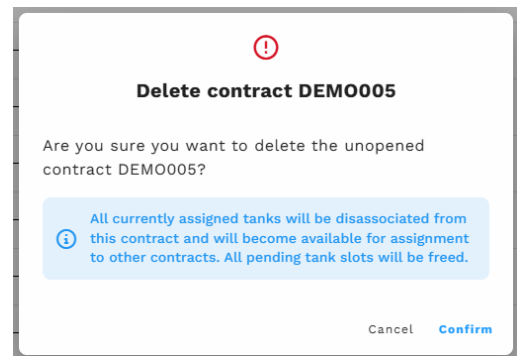 Delete contract DEMO005
Are you sure you want to delete the unopened
contract DEMO005?
All currently assigned tanks will be disassociated from
this contract and will become available for assignment
to other contracts. All pending tank slots will be freed.
Cancel Confirm